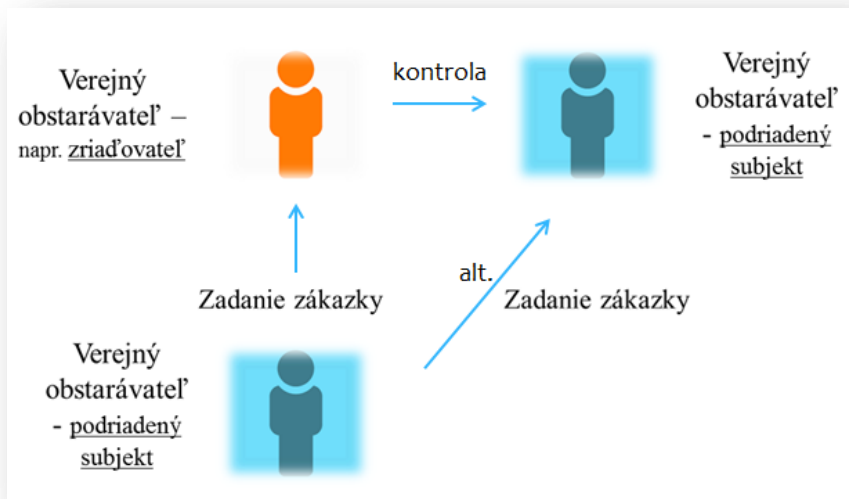 Verejný
obstarávateľ –
napr. zriaďovateľ
kontrola
Verejný
obstarávateľ
- podriadený
subjekt
Zadanie zákazky
alt.
Zadanie zákazky
Verejný
obstarávateľ
- podriadený
subjekt